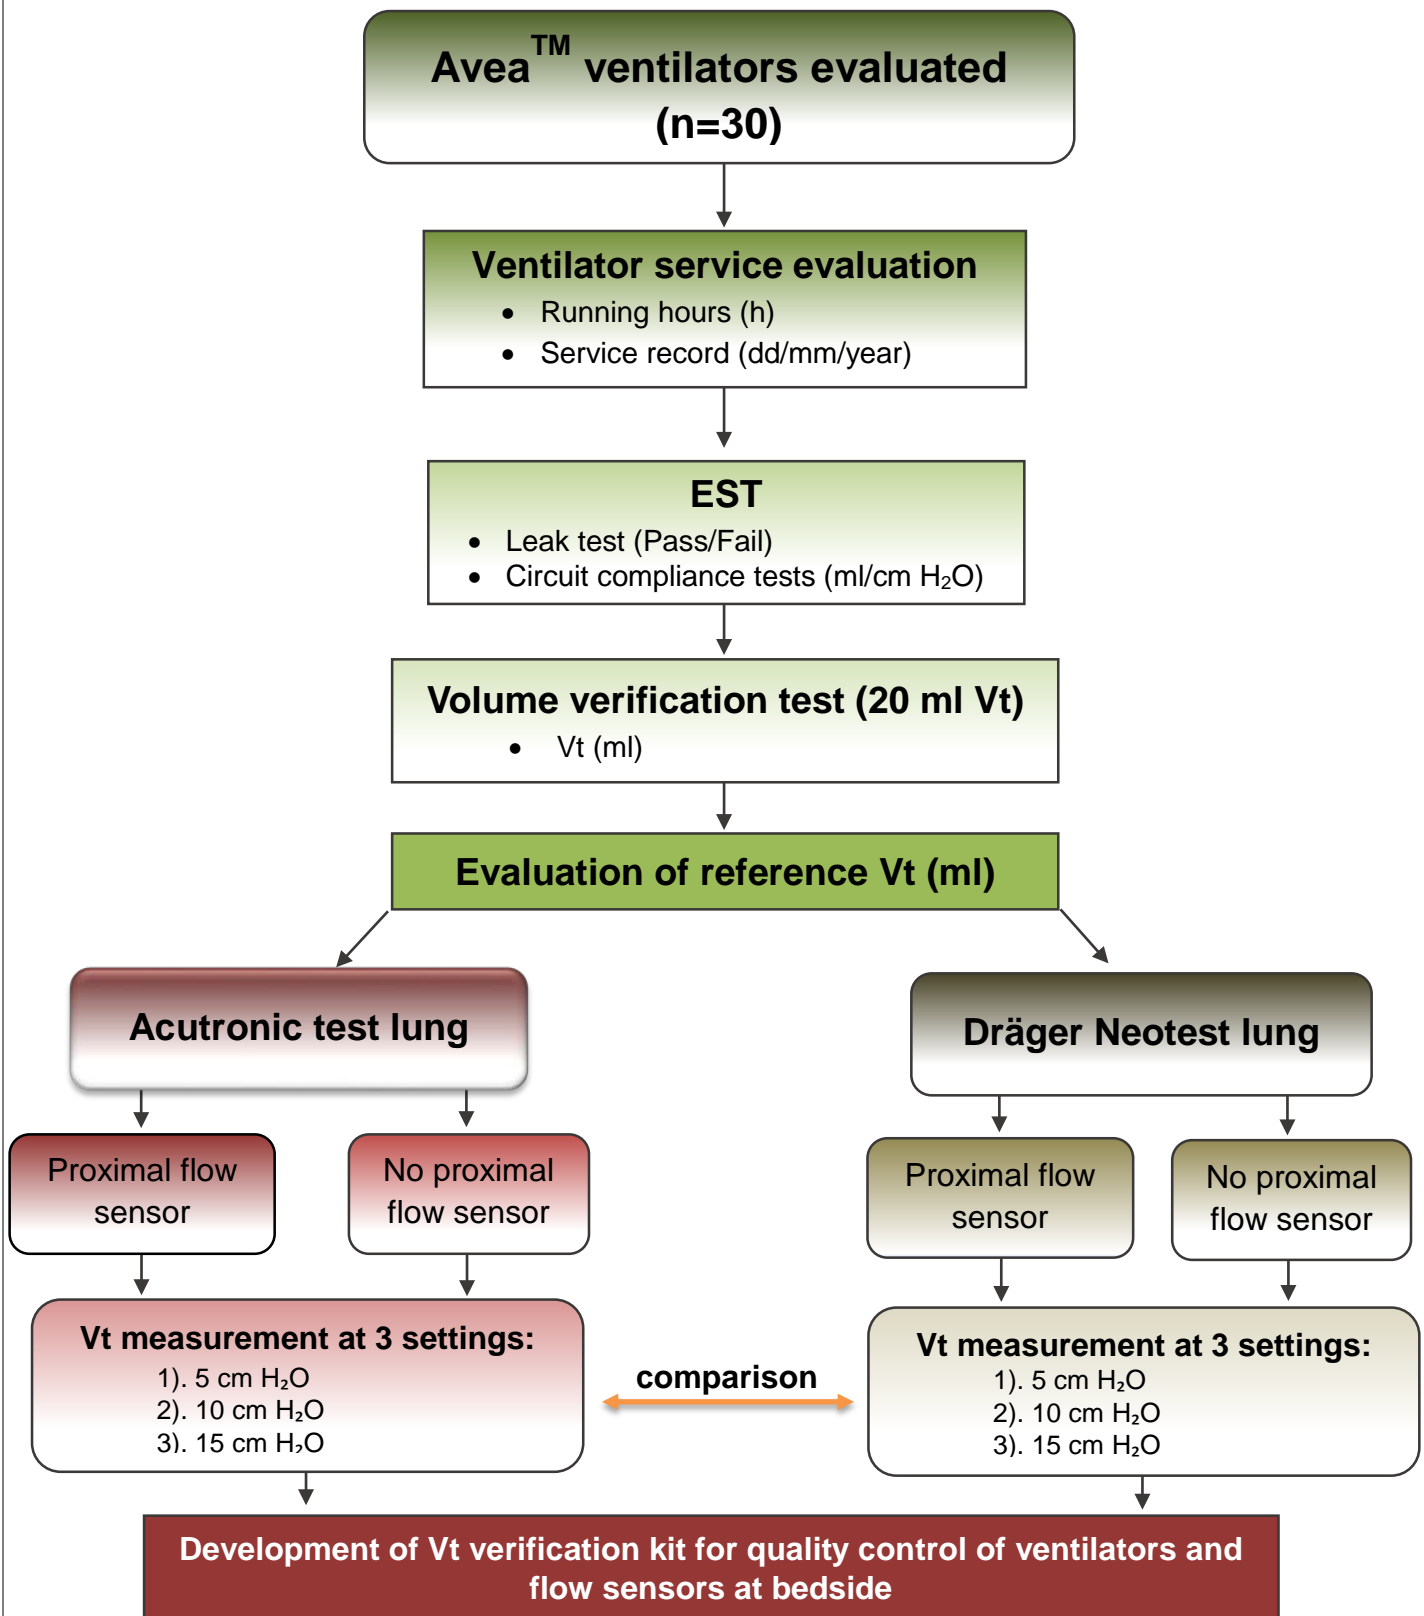 Avea™ ventilators evaluated
(n=30)
Ventilator service evaluation
• Running hours (h)
• Service record (dd/mm/year)
EST
• Leak test (Pass/Fail)
• Circuit compliance tests (ml/cm H₂O)
Volume verification test (20 ml Vt)
• Vt (ml)
Evaluation of reference Vt (ml)
Acutronic test lung
Proximal flow
sensor
No proximal
flow sensor
Vt measurement at 3 settings:
1). 5 cm H₂O
2). 10 cm H₂O
3). 15 cm H₂O
comparison
Dräger Neotest lung
Proximal flow
sensor
No proximal
flow sensor
Vt measurement at 3 settings:
1). 5 cm H₂O
2). 10 cm H₂O
3). 15 cm H₂O
Development of Vt verification kit for quality control of ventilators and
flow sensors at bedside